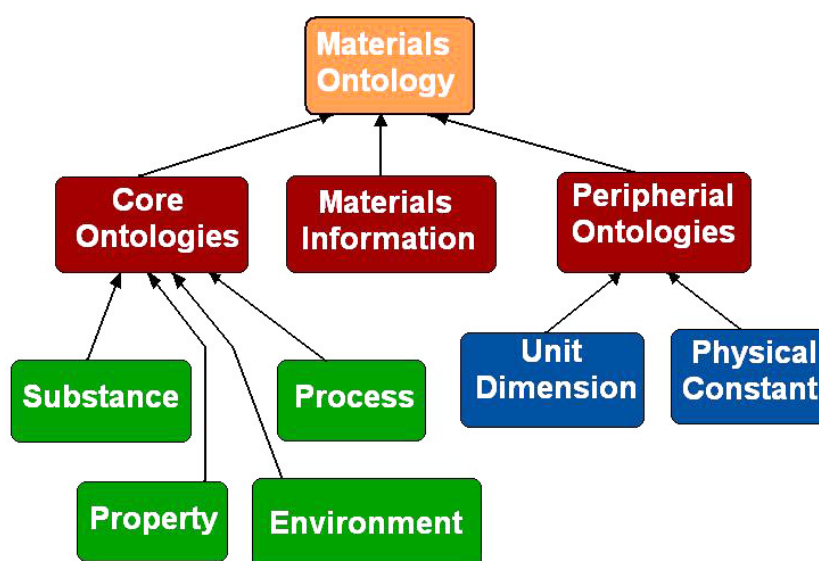 Materials
Ontology
Core
Ontologies
Materials
Information
Peripherial
Ontologies
Substance
Process
Unit
Dimension
Physical
Constant
Property
Environment